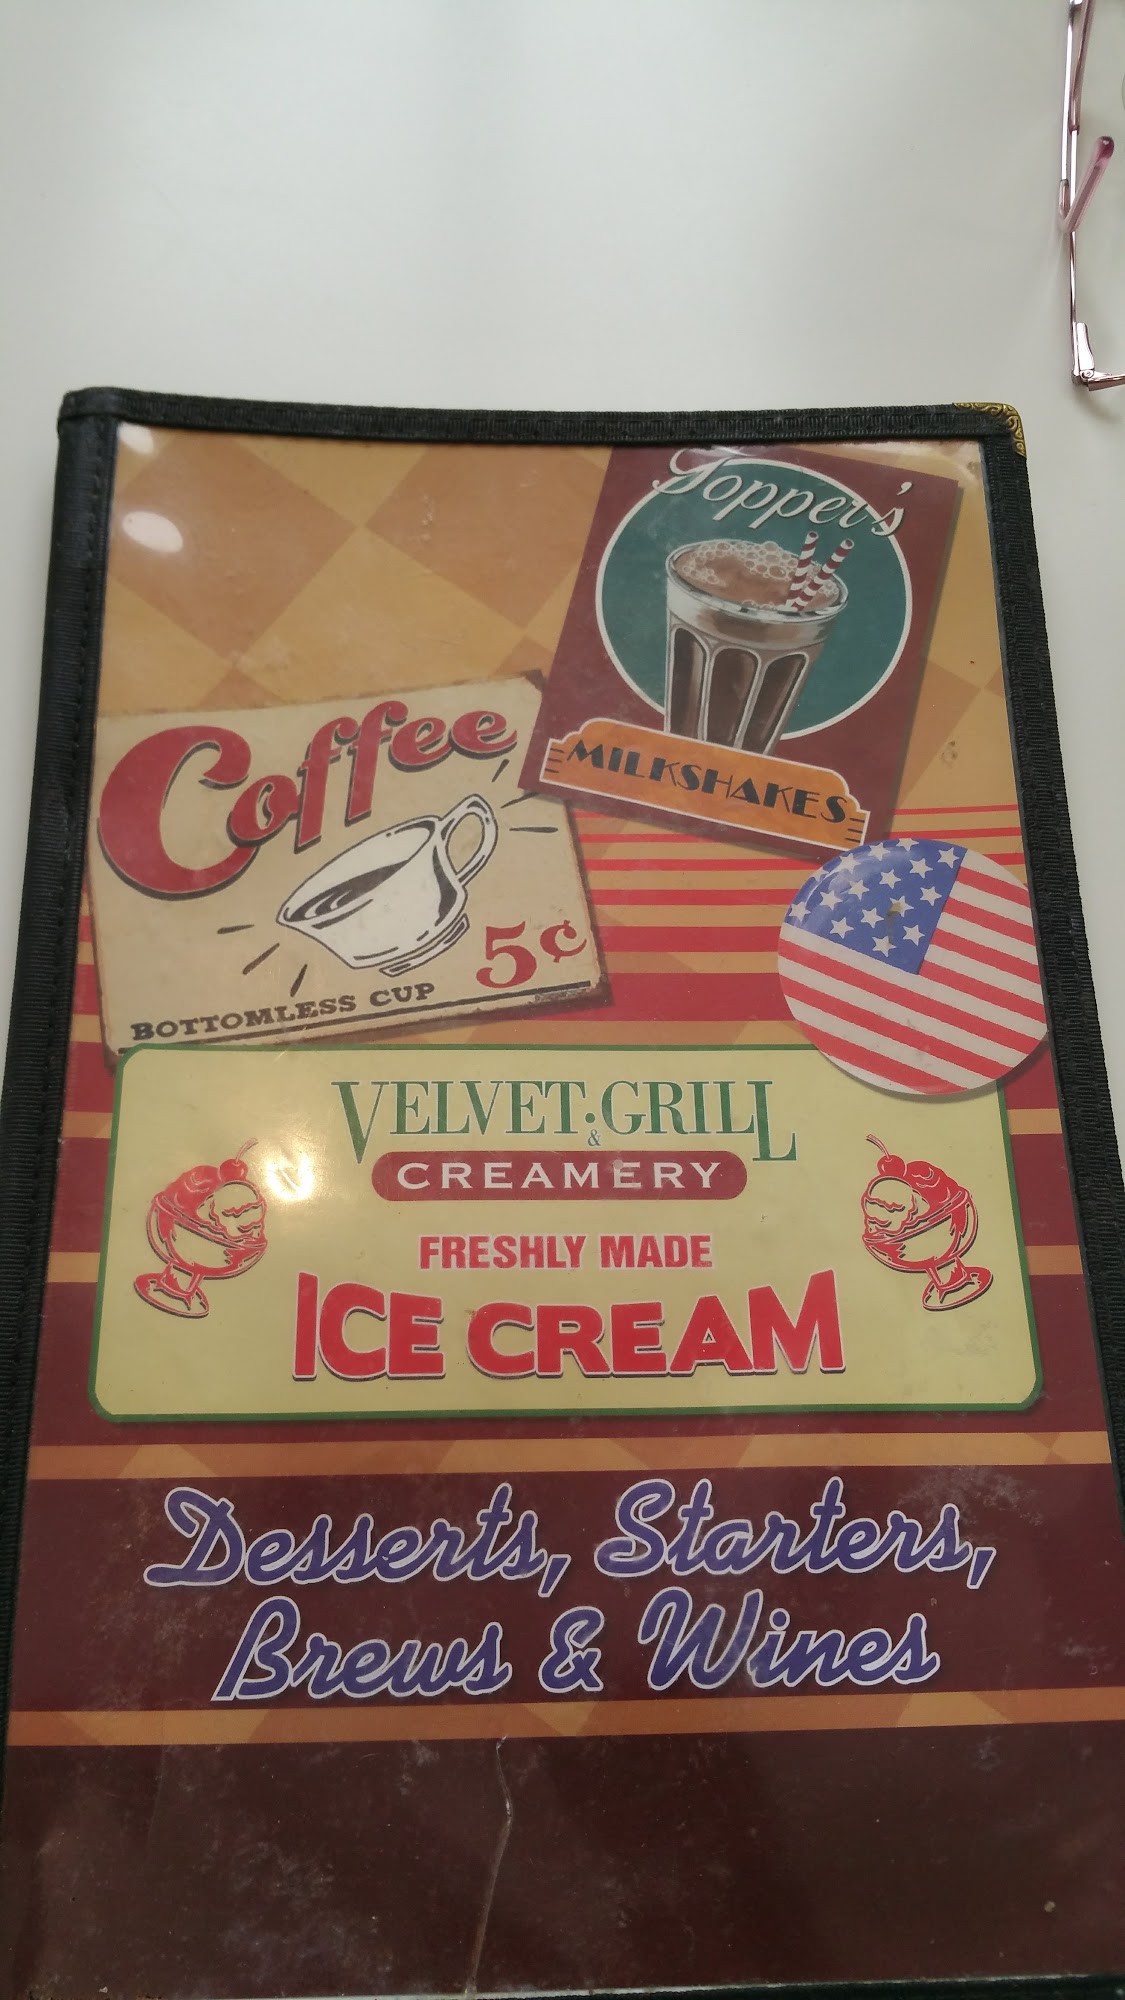 Topper's
MILKSHAKES
Coffee
5¢
BOTTOMLESS CUP
VELVET·GRILL
&
CREAMERY
FRESHLY MADE
ICE CREAM
Desserts, Starters,
Brews & Wines